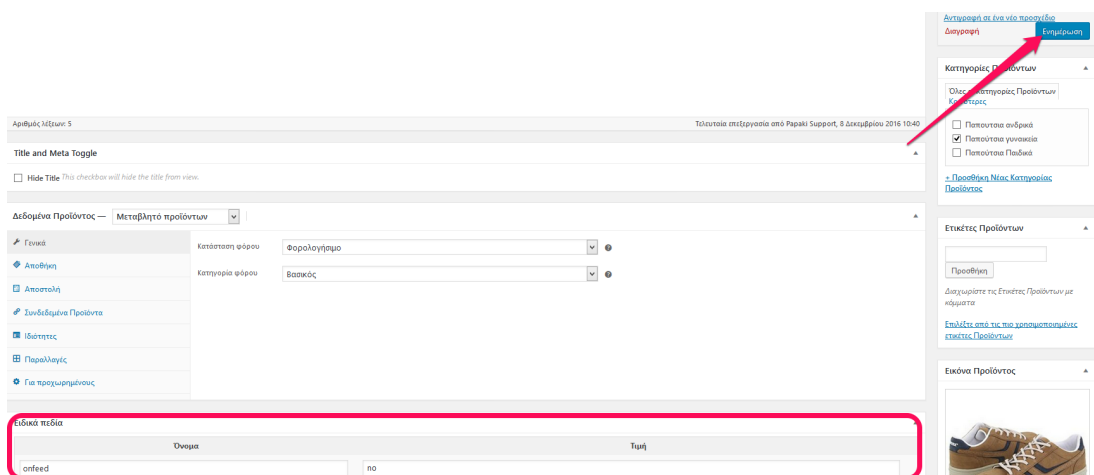 Αντιγραφή σε ένα νέο προσχέδιο
Διαγραφή
Ενημέρωση
Κατηγορίες Προϊόντων
Όλες οι κατηγορίες Προϊόντων
Παπουτσια ανδρικά
Παπούτσια γυναικεία
Παπούτσια Παιδικά
+ Προσθήκη Νέας Κατηγορίας
Προϊόντος
Αριθμός λέξεων: 5
Τελευταία επεξεργασία από Papaki Support, 8 Δεκεμβρίου 2016 10:40
Title and Meta Toggle
Hide Title This checkbox will hide the title from view.
Δεδομένα Προϊόντος — Μεταβλητό προϊόντων
Γενικά
Αποθήκη
Αποστολή
Συνδεδεμένα Προϊόντα
Ιδιότητες
Παραλλαγές
Για προχωρημένους
Κατάσταση φόρου Φορολογήσιμο
Κατηγορία φόρου Βασικός
Ετικέτες Προϊόντων
Προσθήκη
Διαχωρίστε τις Ετικέτες Προϊόντων με
κόμματα
Επιλέξτε από τις πιο χρησιμοποιημένες
ετικέτες Προϊόντων
Εικόνα Προϊόντος
Ειδικά πεδία
Όνομα Τιμή
onfeed no